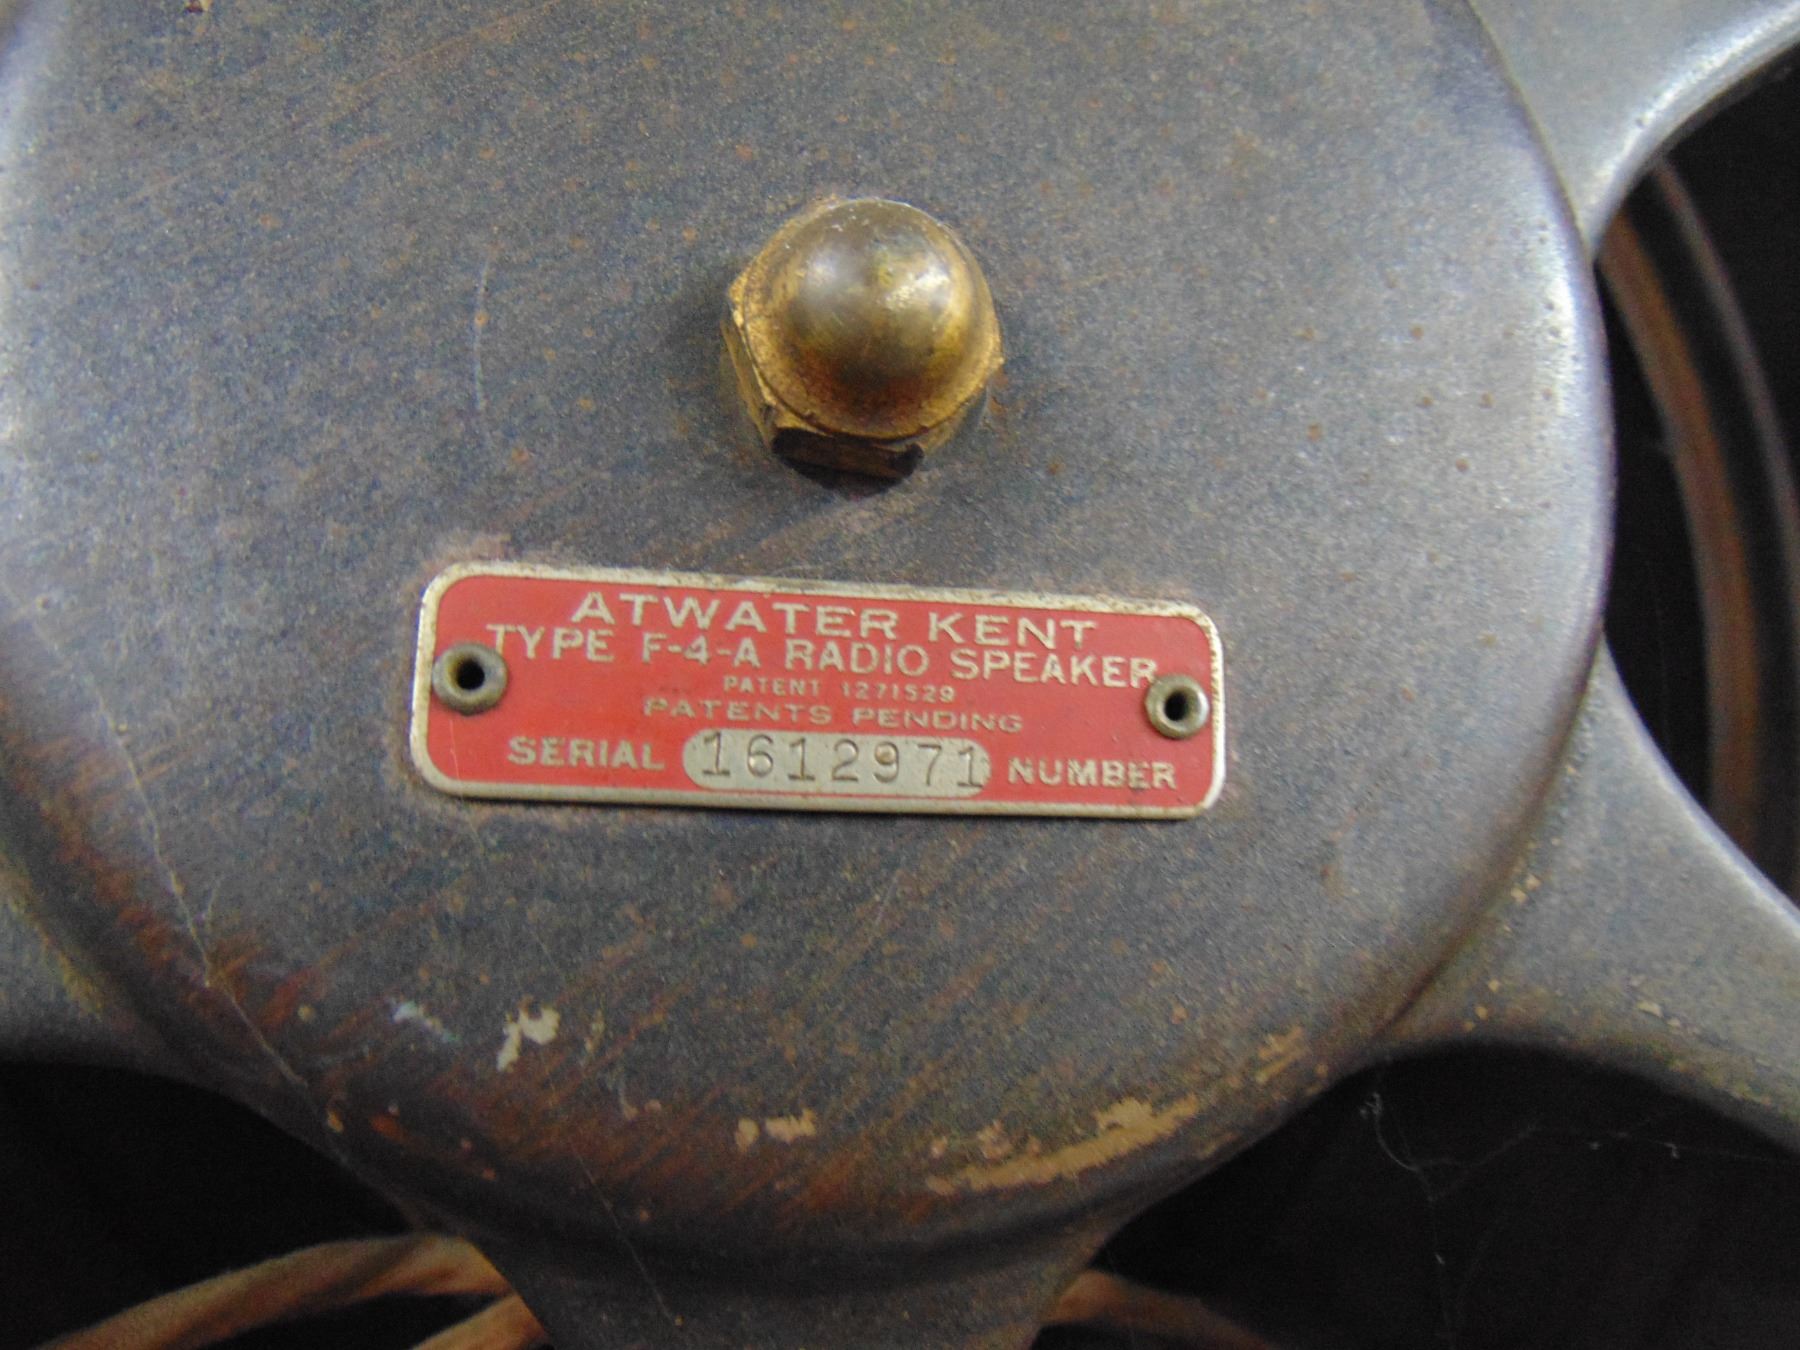 ATWATER KENT
TYPE F-4-A RADIO SPEAKER
PATENT 1271529
PATENTS PENDING
SERIAL 1612971 NUMBER